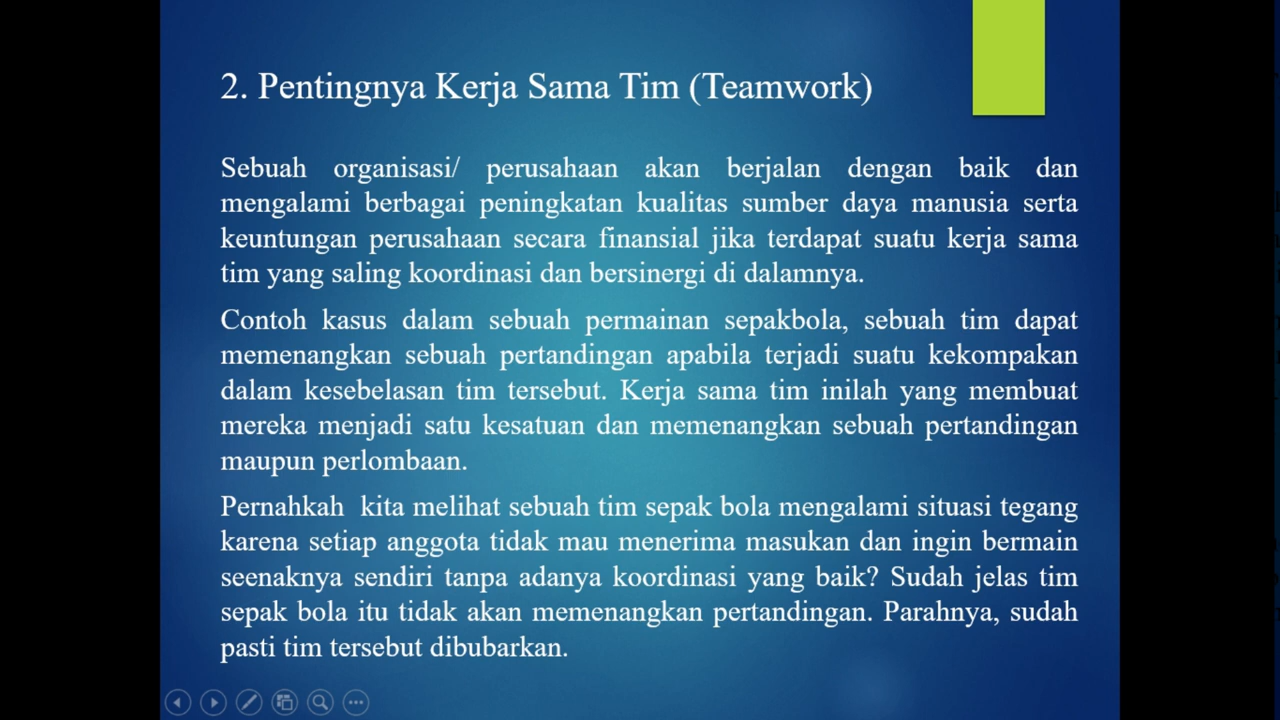 2. Pentingnya Kerja Sama Tim (Teamwork)
Sebuah organisasi/ perusahaan akan berjalan dengan baik dan
mengalami berbagai peningkatan kualitas sumber daya manusia serta
keuntungan perusahaan secara finansial jika terdapat suatu kerja sama
tim yang saling koordinasi dan bersinergi di dalamnya.
Contoh kasus dalam sebuah permainan sepakbola, sebuah tim dapat
memenangkan sebuah pertandingan apabila terjadi suatu kekompakan
dalam kesebelasan tim tersebut. Kerja sama tim inilah yang membuat
mereka menjadi satu kesatuan dan memenangkan sebuah pertandingan
maupun perlombaan.
Pernahkah kita melihat sebuah tim sepak bola mengalami situasi tegang
karena setiap anggota tidak mau menerima masukan dan ingin bermain
seenaknya sendiri tanpa adanya koordinasi yang baik? Sudah jelas tim
sepak bola itu tidak akan memenangkan pertandingan. Parahnya, sudah
pasti tim tersebut dibubarkan.